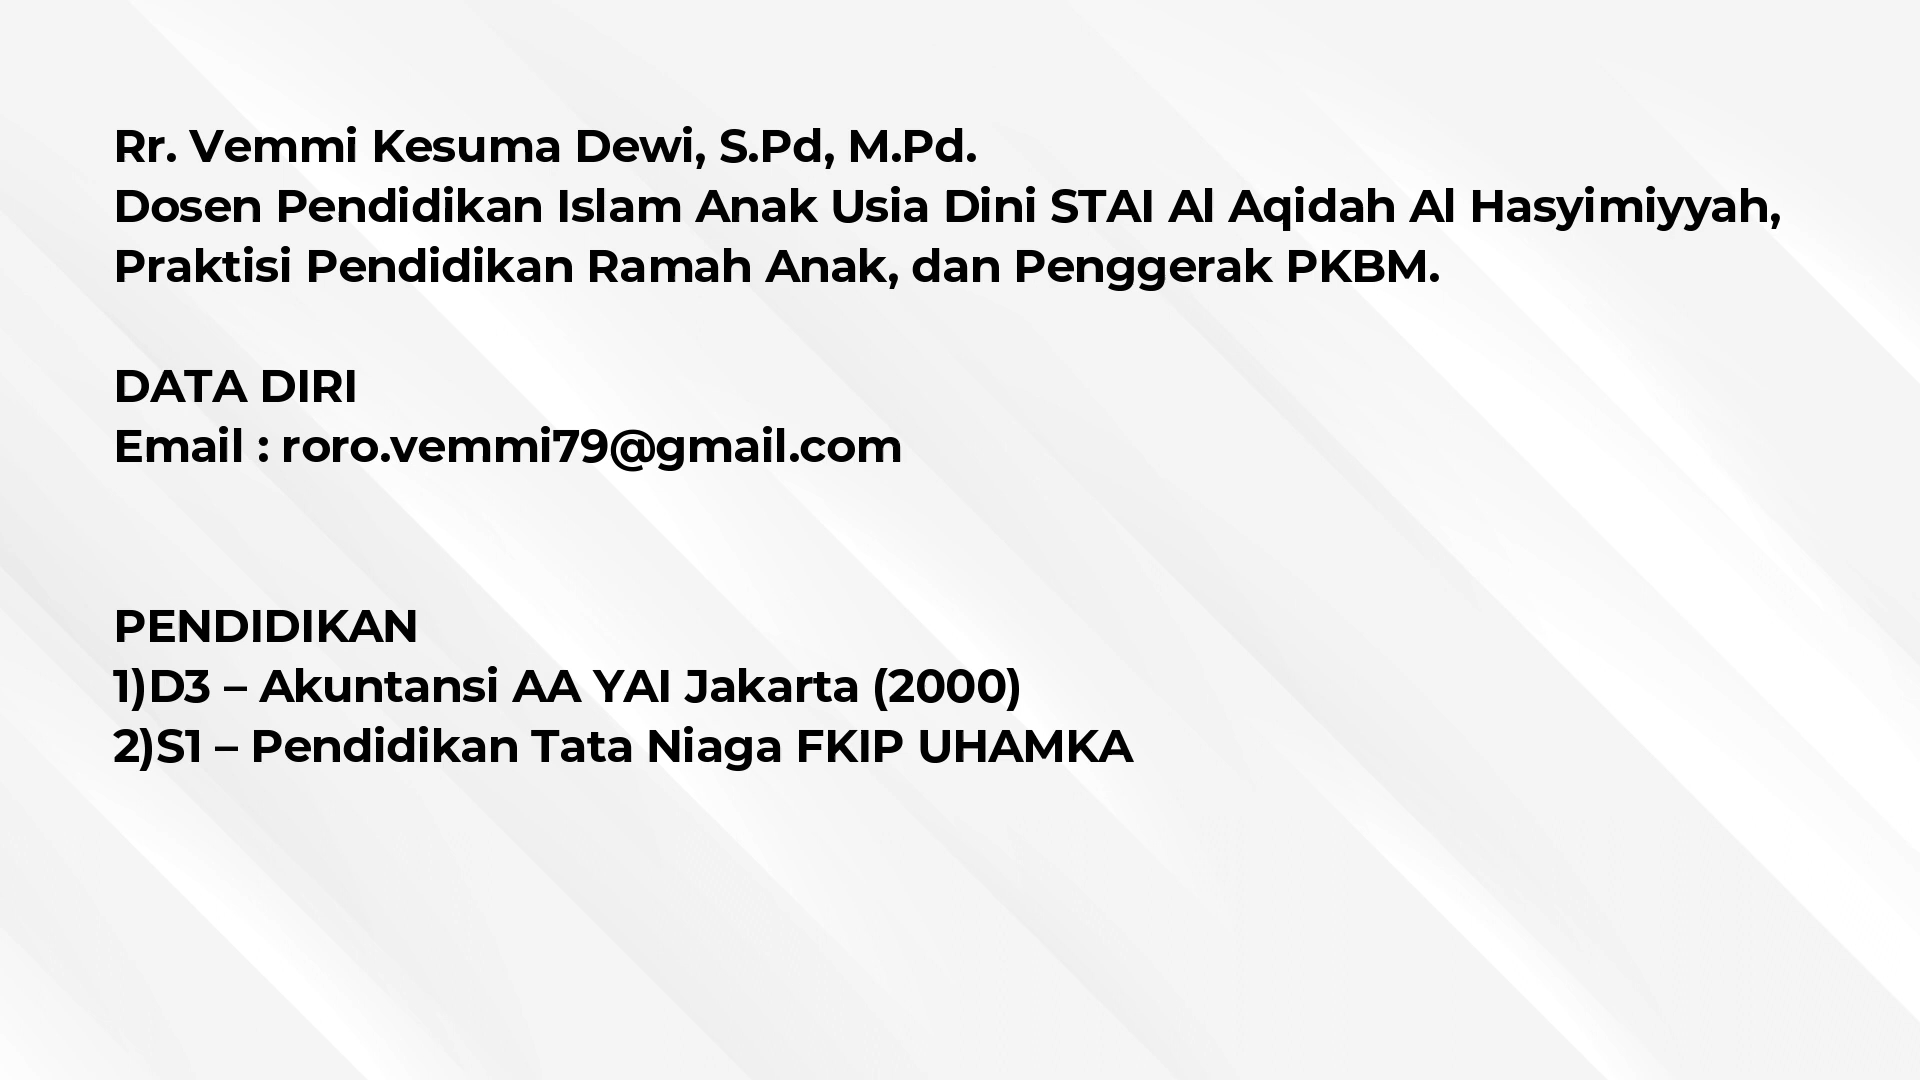 Rr. Vemmi Kesuma Dewi, S.Pd, M.Pd.
Dosen Pendidikan Islam Anak Usia Dini STAI Al Aqidah Al Hasyimiyyah,
Praktisi Pendidikan Ramah Anak, dan Penggerak PKBM.
DATA DIRI
Email : roro.vemmi79@gmail.com
PENDIDIKAN
1)D3 – Akuntansi AA YAI Jakarta (2000)
2)S1 – Pendidikan Tata Niaga FKIP UHAMKA